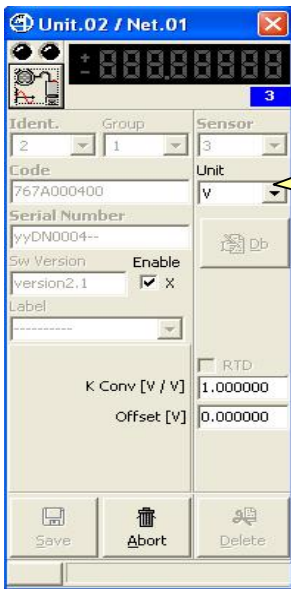 Unit.02 / Net.01
3
Ident. Group Sensor
2 1 3
Code Unit
767A000400 V
Serial Number
yyDN0004--
Db
Sw Version Enable
version2.1 X
Label
----------
RTD
K Conv [V / V] 1.000000
Offset [V] 0.000000
Save Abort Delete